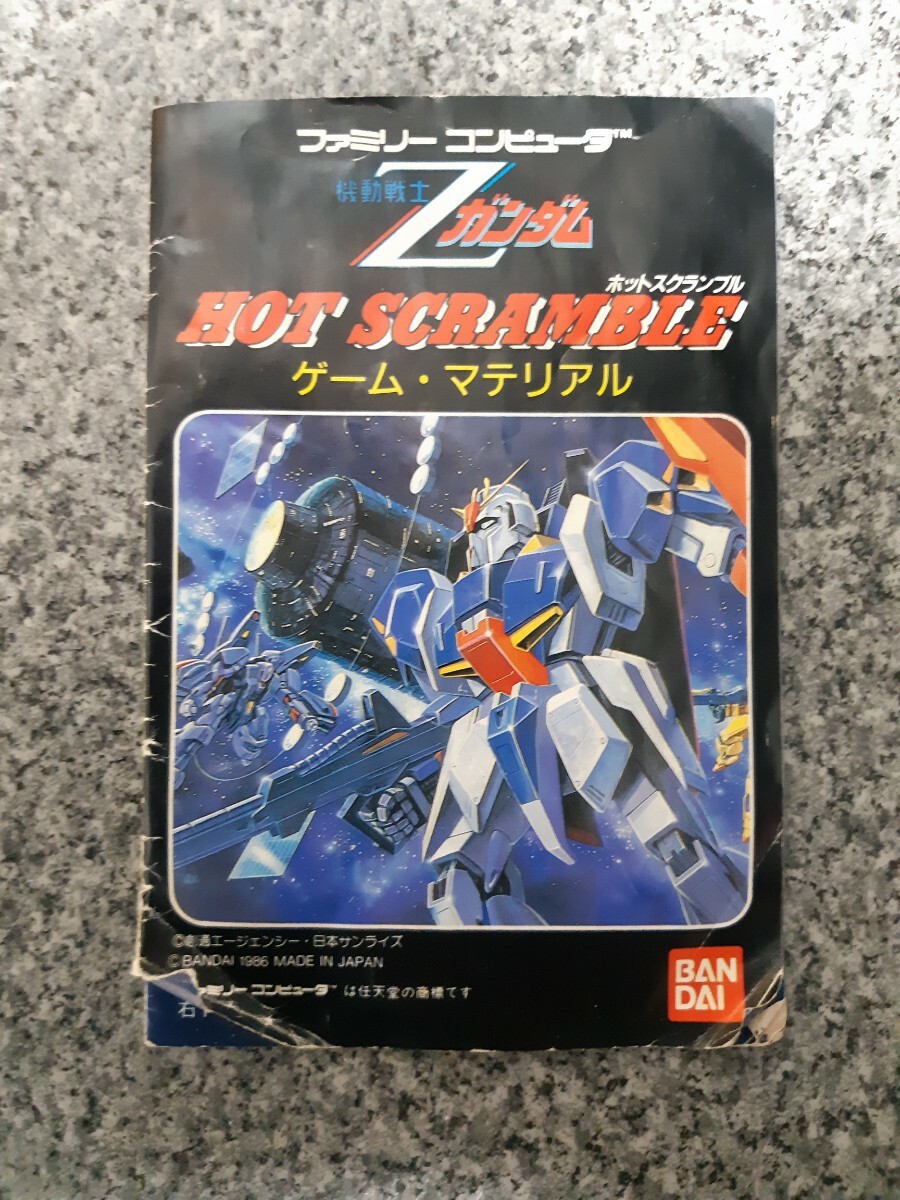 ファミリー コンピュータ™
機動戦士
Zガンダム
ホットスクランブル
HOT SCRAMBLE
ゲーム・マテリアル
©創通エージェンシー・日本サンライズ
©BANDAI 1986 MADE IN JAPAN
ミリー コンピュータ™ は任天堂の商標です
石
BAN
DAI